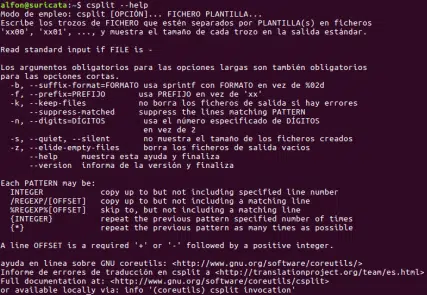 alfon@suricata:~$ csplit --help
Modo de empleo: csplit [OPCIÓN]... FICHERO PLANTILLA...
Escribe los trozos de FICHERO que estén separados por PLANTILLA(s) en ficheros
'xx00', 'xx01', ..., y muestra el tamaño de cada trozo en la salida estándar.

Read standard input if FILE is -

Los argumentos obligatorios para las opciones largas son también obligatorios
para las opciones cortas.
-b, --suffix-format=FORMATO usa sprintf con FORMATO en vez de %02d
-f, --prefix=PREFIJO usa PREFIJO en vez de 'xx'
-k, --keep-files no borra los ficheros de salida si hay errores
--suppress-matched suppress the lines matching PATTERN
-n, --digits=DÍGITOS usa el número especificado de DÍGITOS
en vez de 2
-s, --quiet, --silent no muestra el tamaño de los ficheros creados
-z, --elide-empty-files borra los ficheros de salida vacíos
--help muestra esta ayuda y finaliza
--version informa de la versión y finaliza

Each PATTERN may be:
INTEGER copy up to but not including specified line number
/REGEXP/[OFFSET] copy up to but not including a matching line
%REGEXP%[OFFSET] skip to, but not including a matching line
{INTEGER} repeat the previous pattern specified number of times
{*} repeat the previous pattern as many times as possible

A line OFFSET is a required '+' or '-' followed by a positive integer.

ayuda en línea sobre GNU coreutils: <http://www.gnu.org/software/coreutils/>
Informe de errores de traducción en csplit a <http://translationproject.org/team/es.html>
Full documentation at: <http://www.gnu.org/software/coreutils/csplit>
or available locally via: info '(coreutils) csplit invocation'